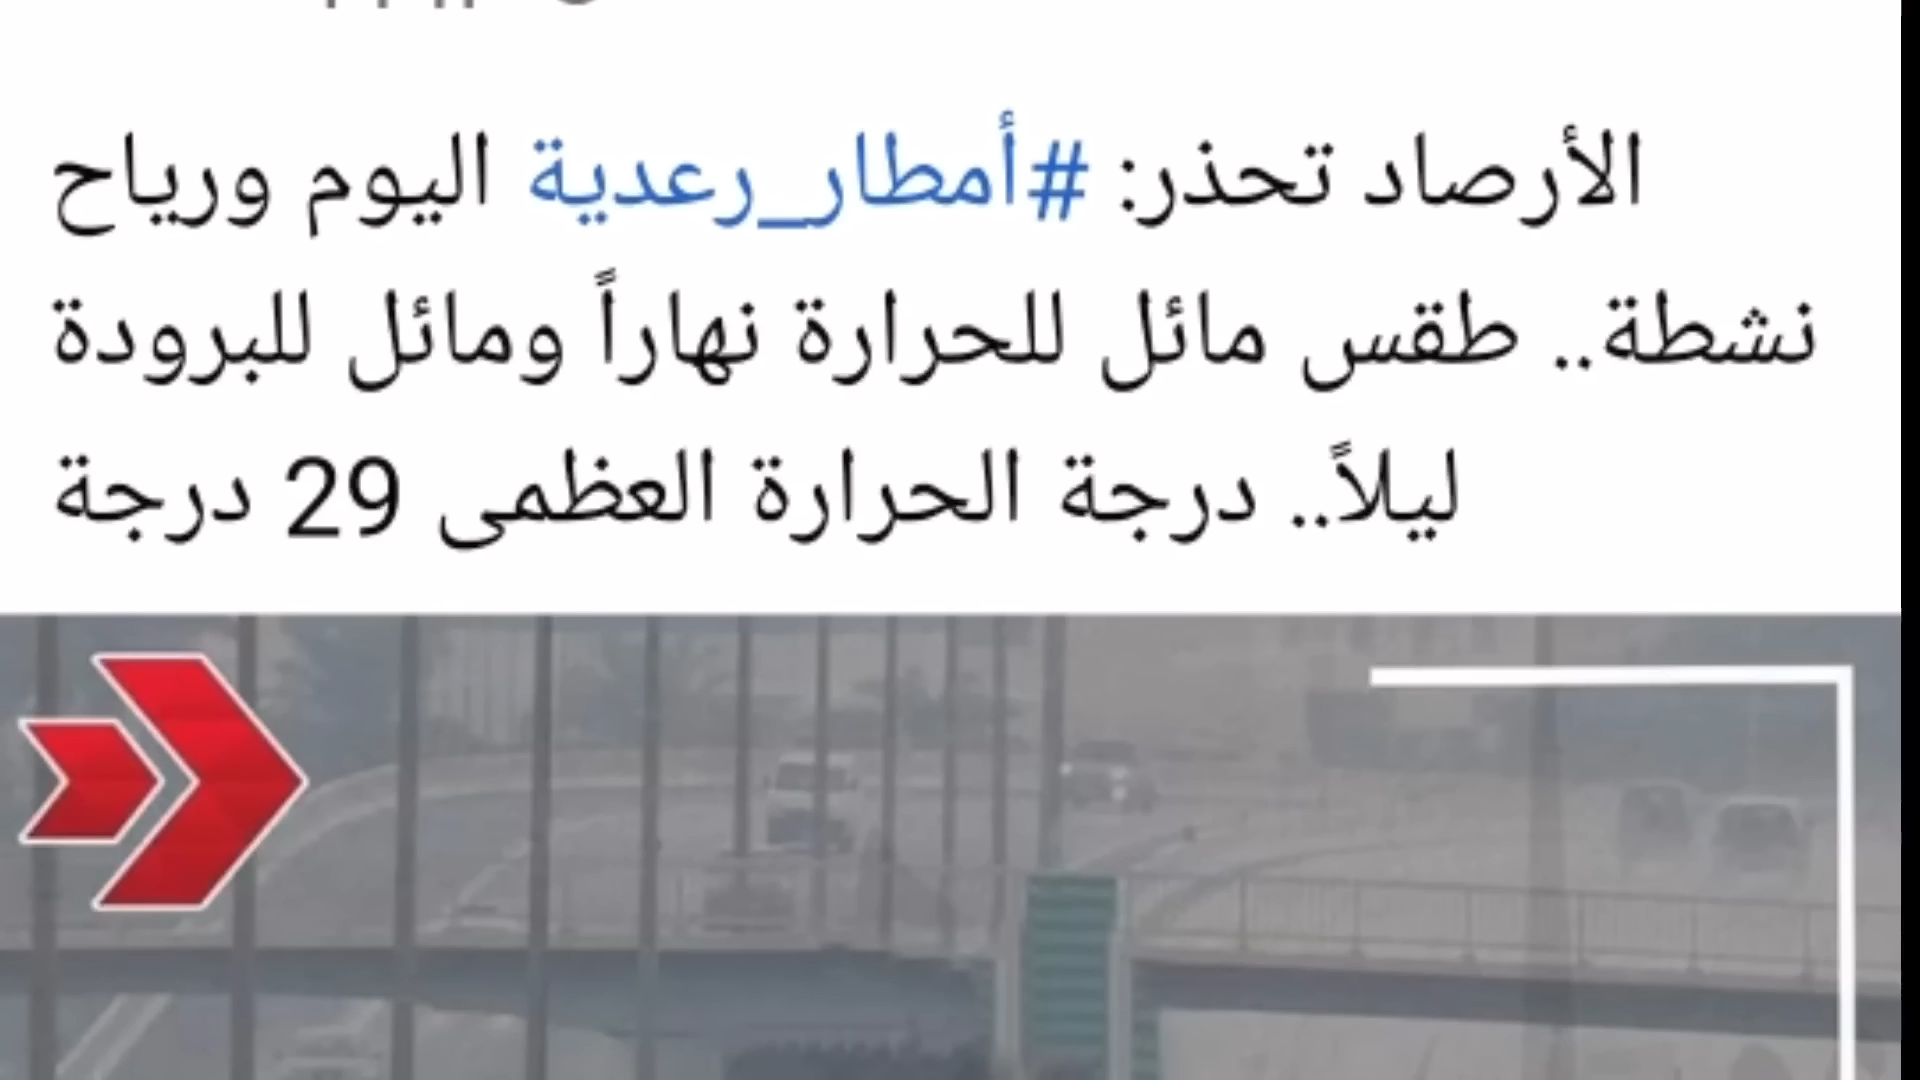 الأرصاد تحذر: #أمطار_رعدية اليوم ورياح
نشطة.. طقس مائل للحرارة نهاراً ومائل للبرودة
ليلاً.. درجة الحرارة العظمى 29 درجة